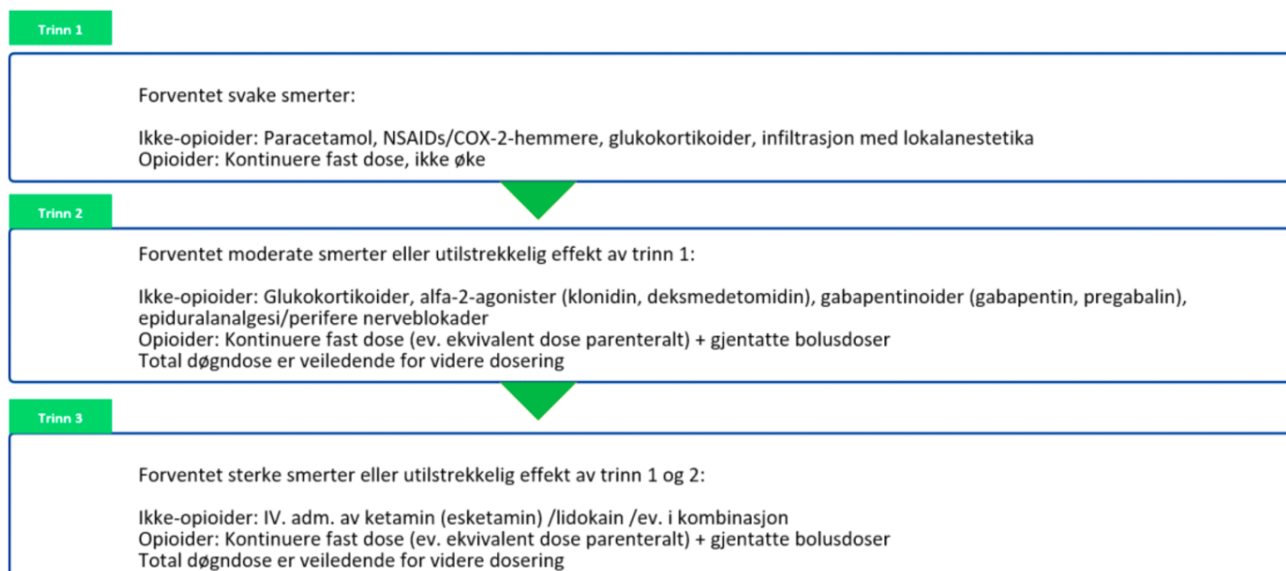 Trinn 1
Forventet svake smerter:
Ikke-opioider: Paracetamol, NSAIDs/COX-2-hemmere, glukokortikoider, infiltrasjon med lokalanestetika
Opioider: Kontinuere fast dose, ikke øke
Trinn 2
Forventet moderate smerter eller utilstrekkelig effekt av trinn 1:
Ikke-opioider: Glukokortikoider, alfa-2-agonister (klonidin, deksmedetomidin), gabapentinoider (gabapentin, pregabalin),
epiduralanalgesi/perifere nerveblokader
Opioider: Kontinuere fast dose (ev. ekvivalent dose parenteralt) + gjentatte bolusdoser
Total døgndose er veiledende for videre dosering
Trinn 3
Forventet sterke smerter eller utilstrekkelig effekt av trinn 1 og 2:
Ikke-opioider: IV. adm. av ketamin (esketamin) /lidokain /ev. i kombinasjon
Opioider: Kontinuere fast dose (ev. ekvivalent dose parenteralt) + gjentatte bolusdoser
Total døgndose er veiledende for videre dosering